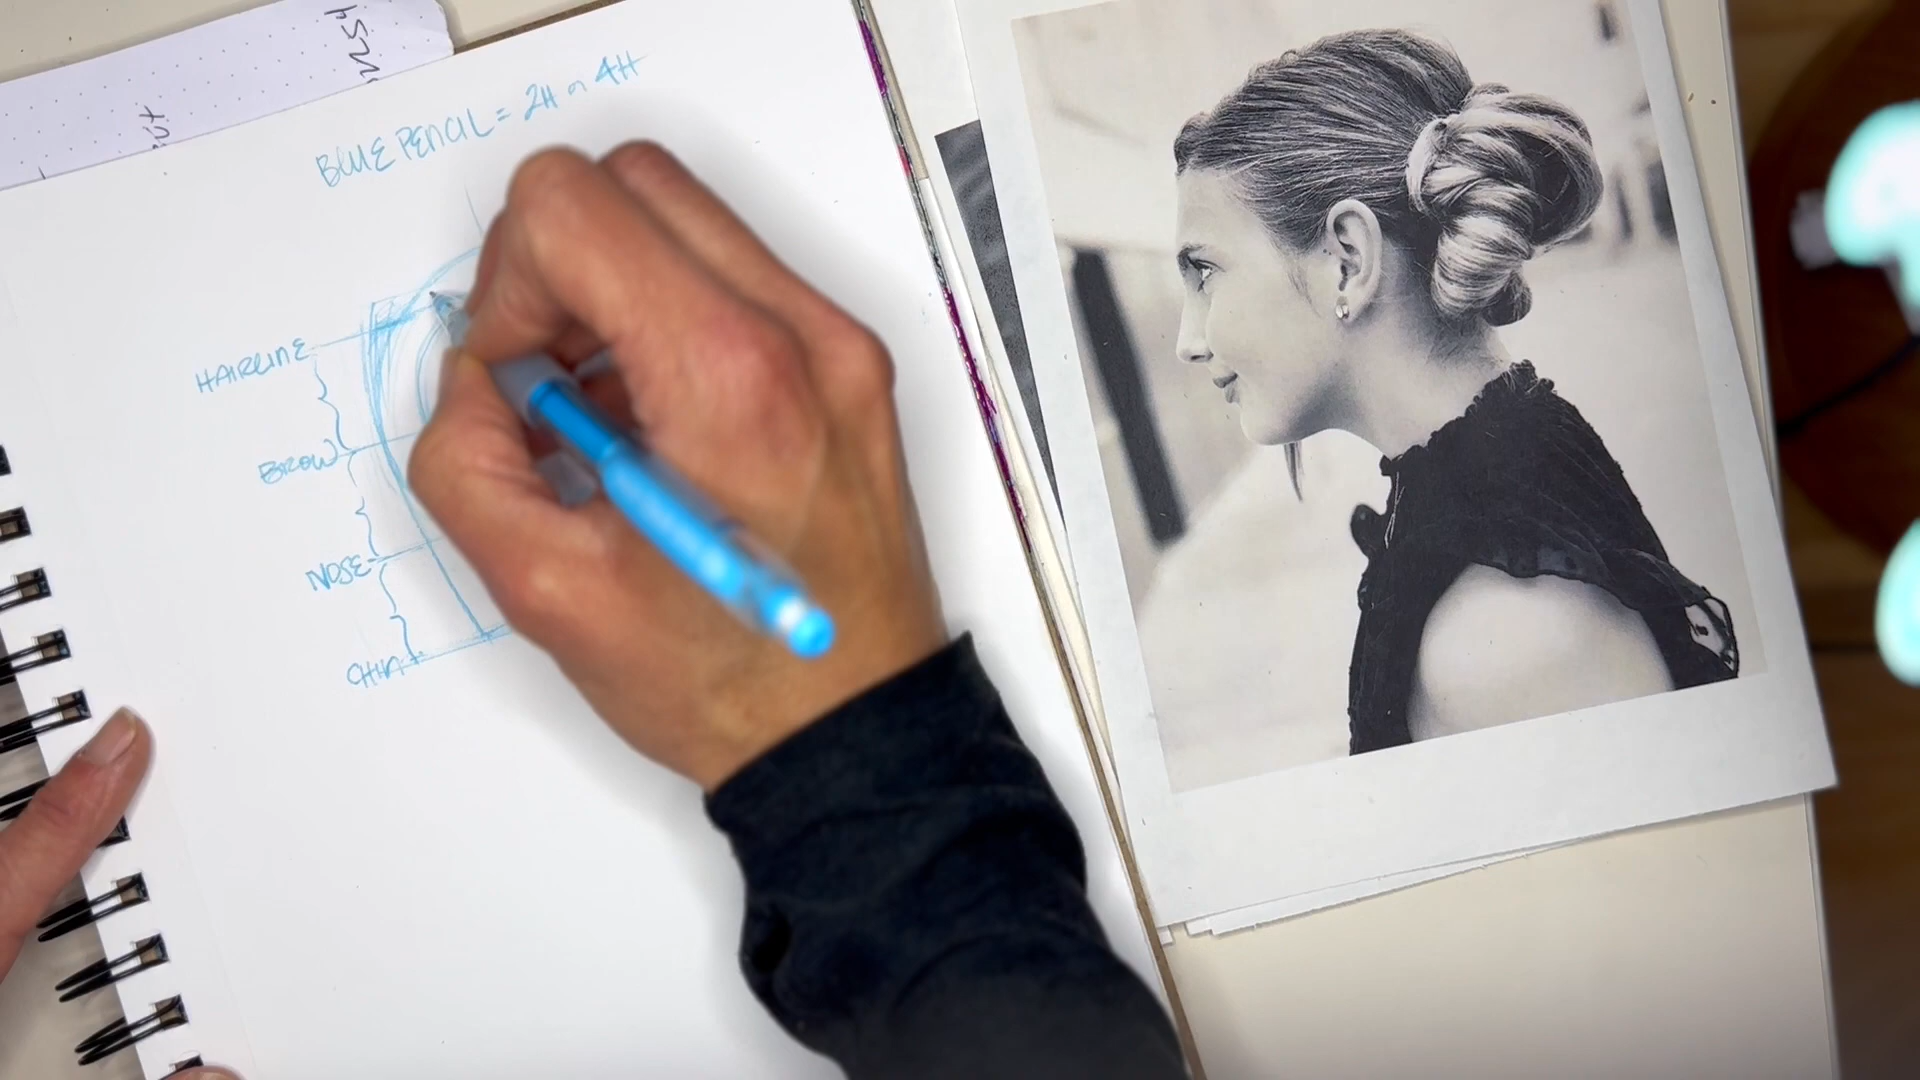 BLUE PENCIL = 2H or 4H
HAIRLINE
BROW
NOSE
CHIN